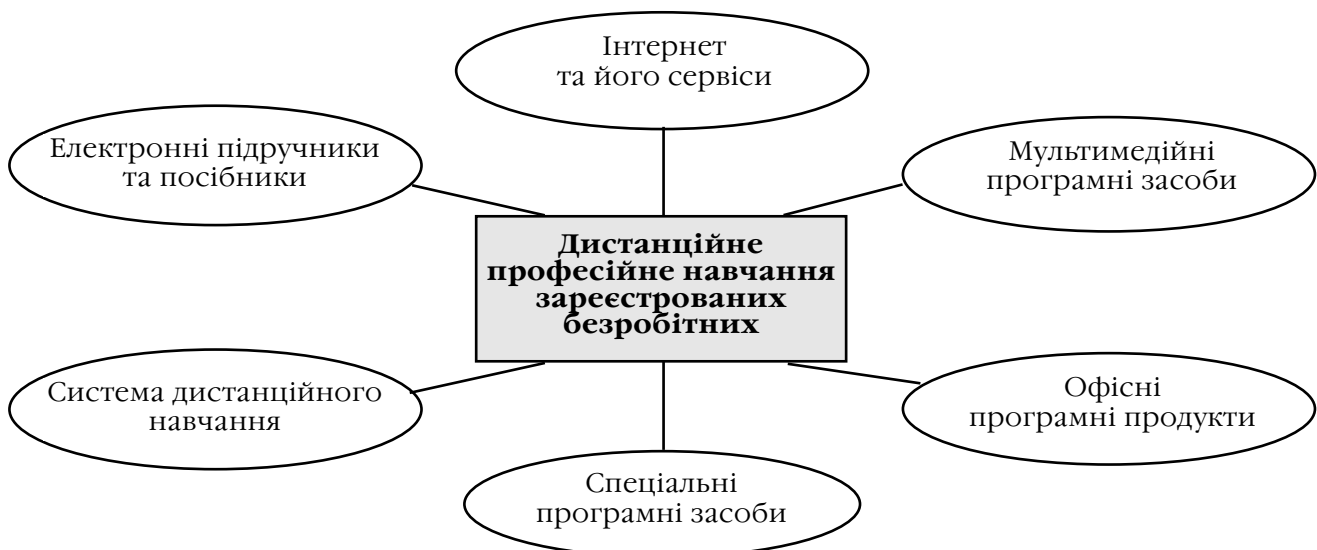 Інтернет
та його сервіси
Електронні підручники
та посібники
Мультимедійні
програмні засоби
Дистанційне
професійне навчання
зареєстрованих
безробітних
Система дистанційного
навчання
Офісні
програмні продукти
Спеціальні
програмні засоби